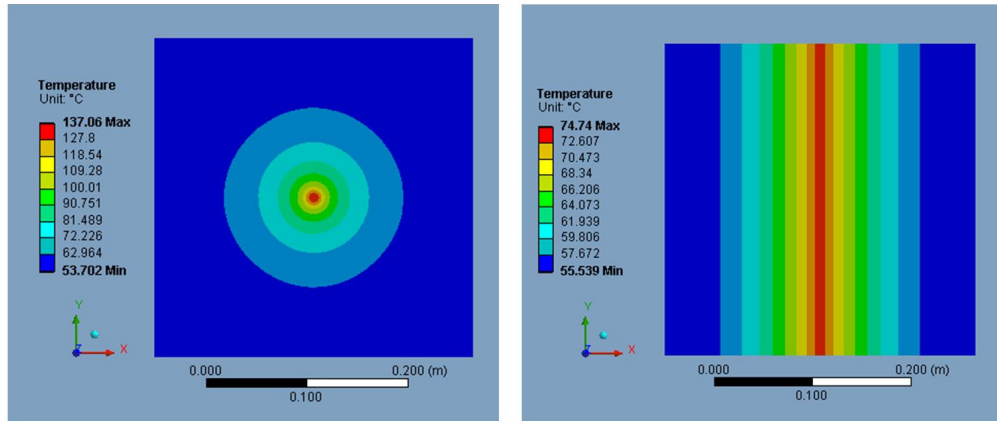 Temperature
Unit: °C
137.06 Max
127.8
118.54
109.28
100.01
90.751
81.489
72.226
62.964
53.702 Min
Y
Z
X
0.000
0.200 (m)
0.100
Temperature
Unit: °C
74.74 Max
72.607
70.473
68.34
66.206
64.073
61.939
59.806
57.672
55.539 Min
Y
Z
X
0.000
0.200 (m)
0.100